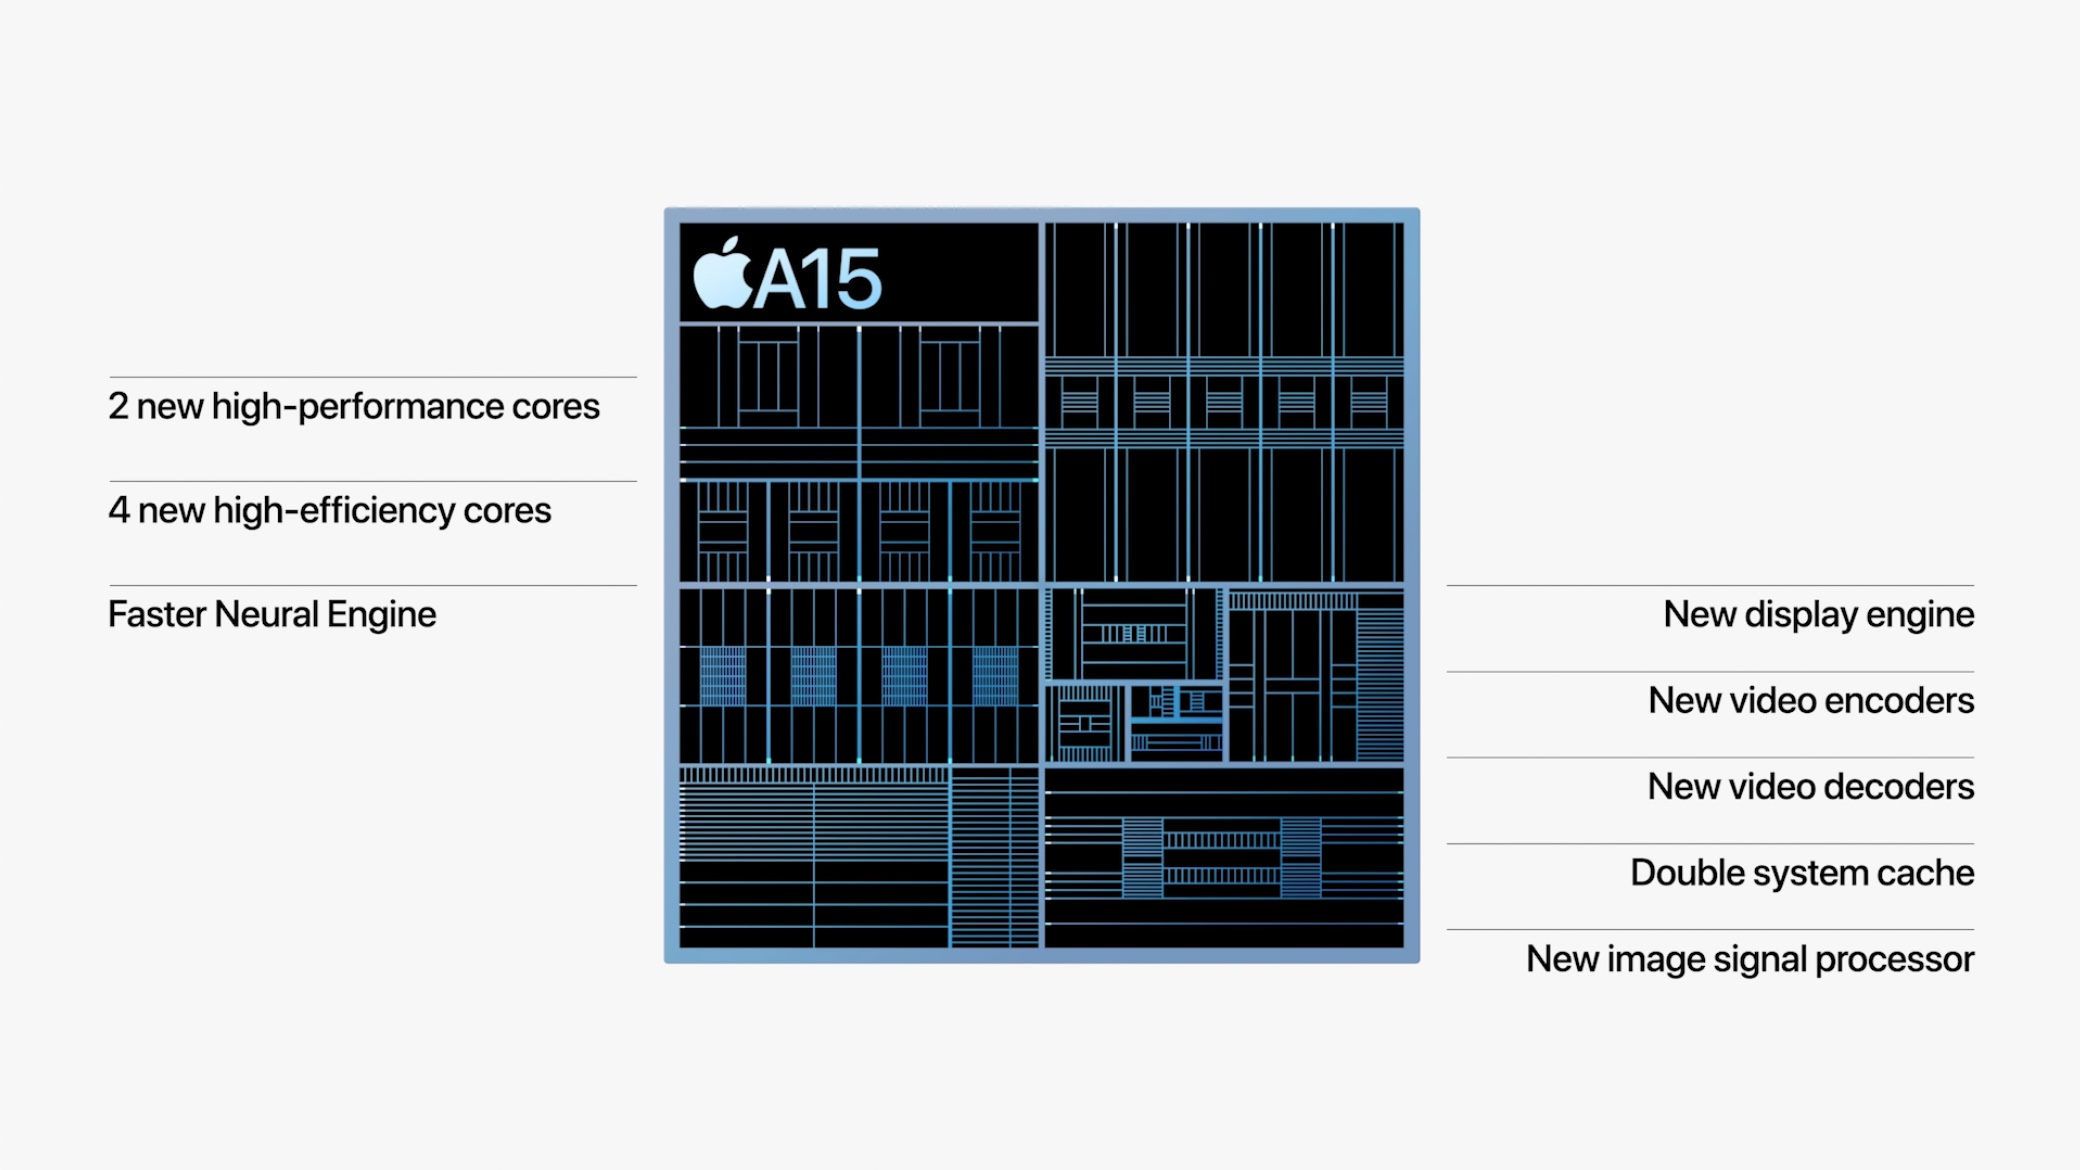 A15
2 new high-performance cores
4 new high-efficiency cores
Faster Neural Engine
New display engine
New video encoders
New video decoders
Double system cache
New image signal processor